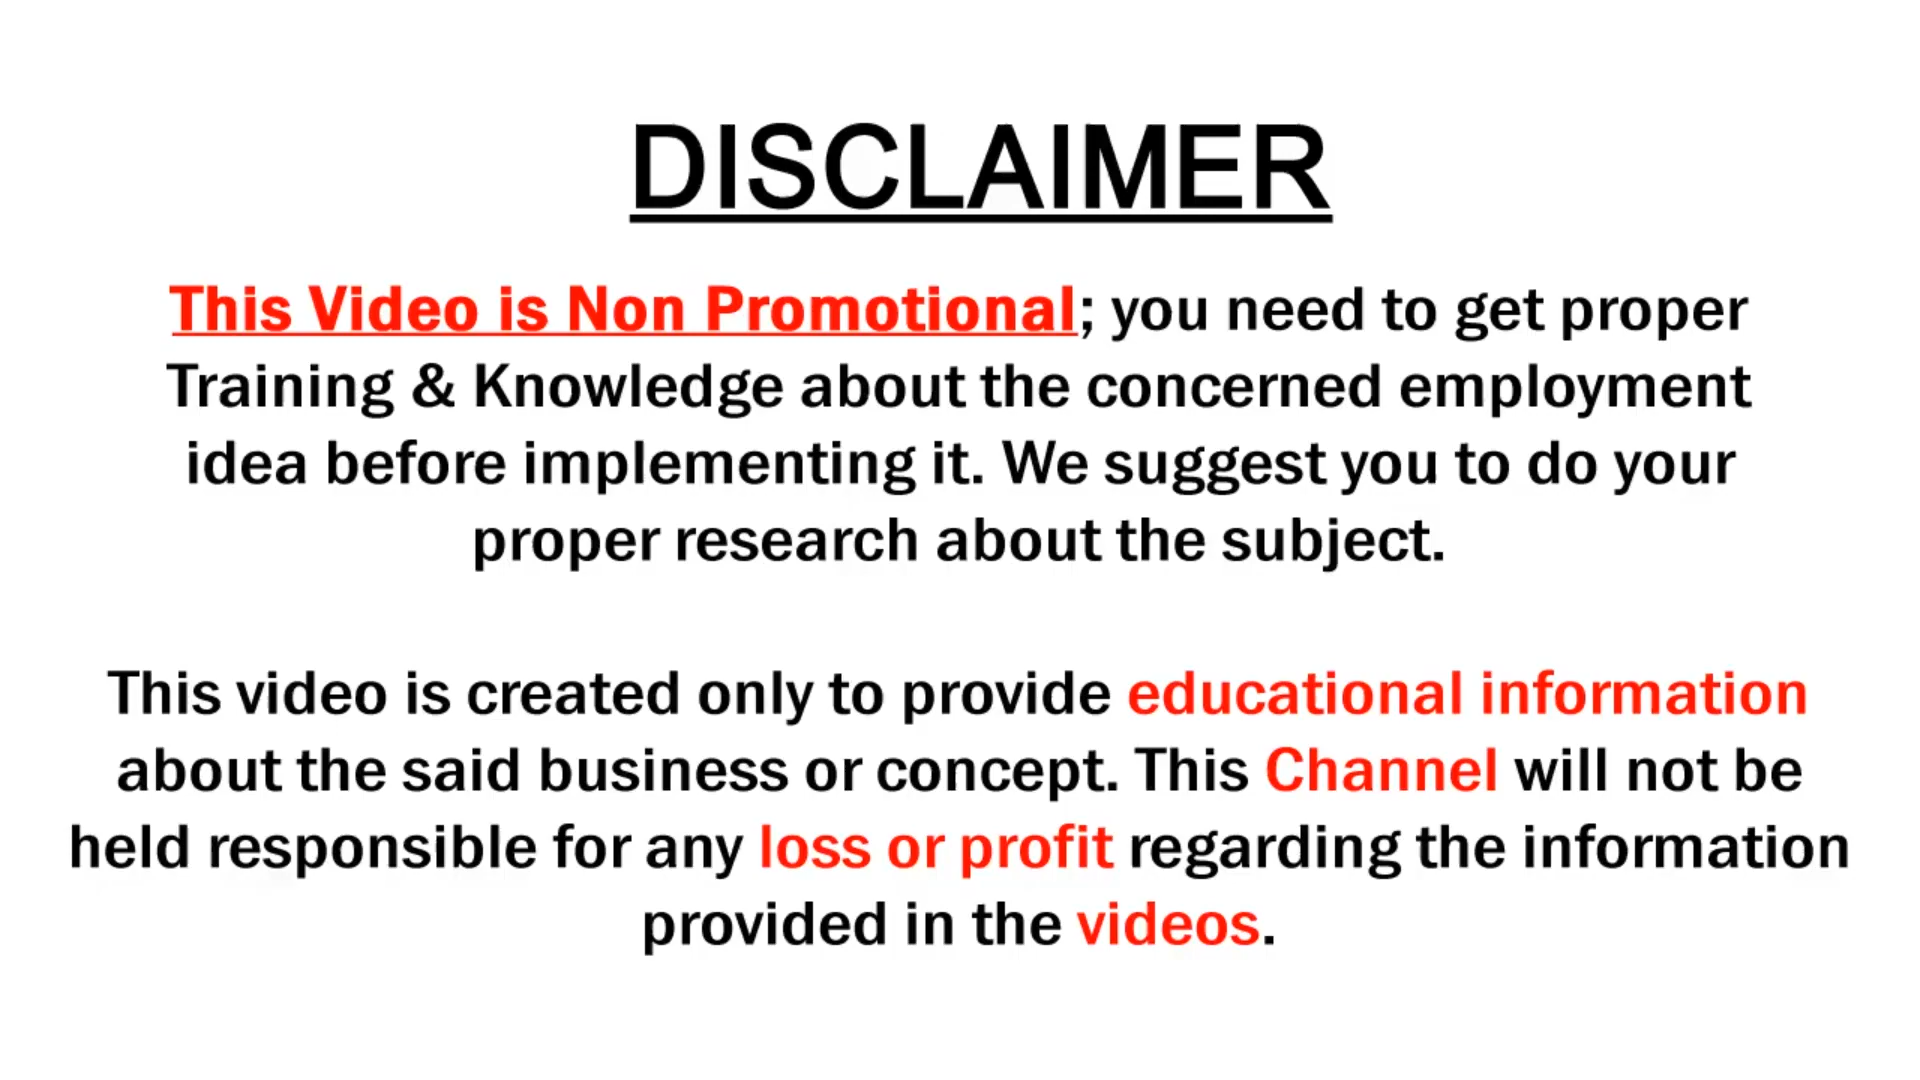 DISCLAIMER
This Video is Non Promotional; you need to get proper
Training & Knowledge about the concerned employment
idea before implementing it. We suggest you to do your
proper research about the subject.
This video is created only to provide educational information
about the said business or concept. This Channel will not be
held responsible for any loss or profit regarding the information
provided in the videos.